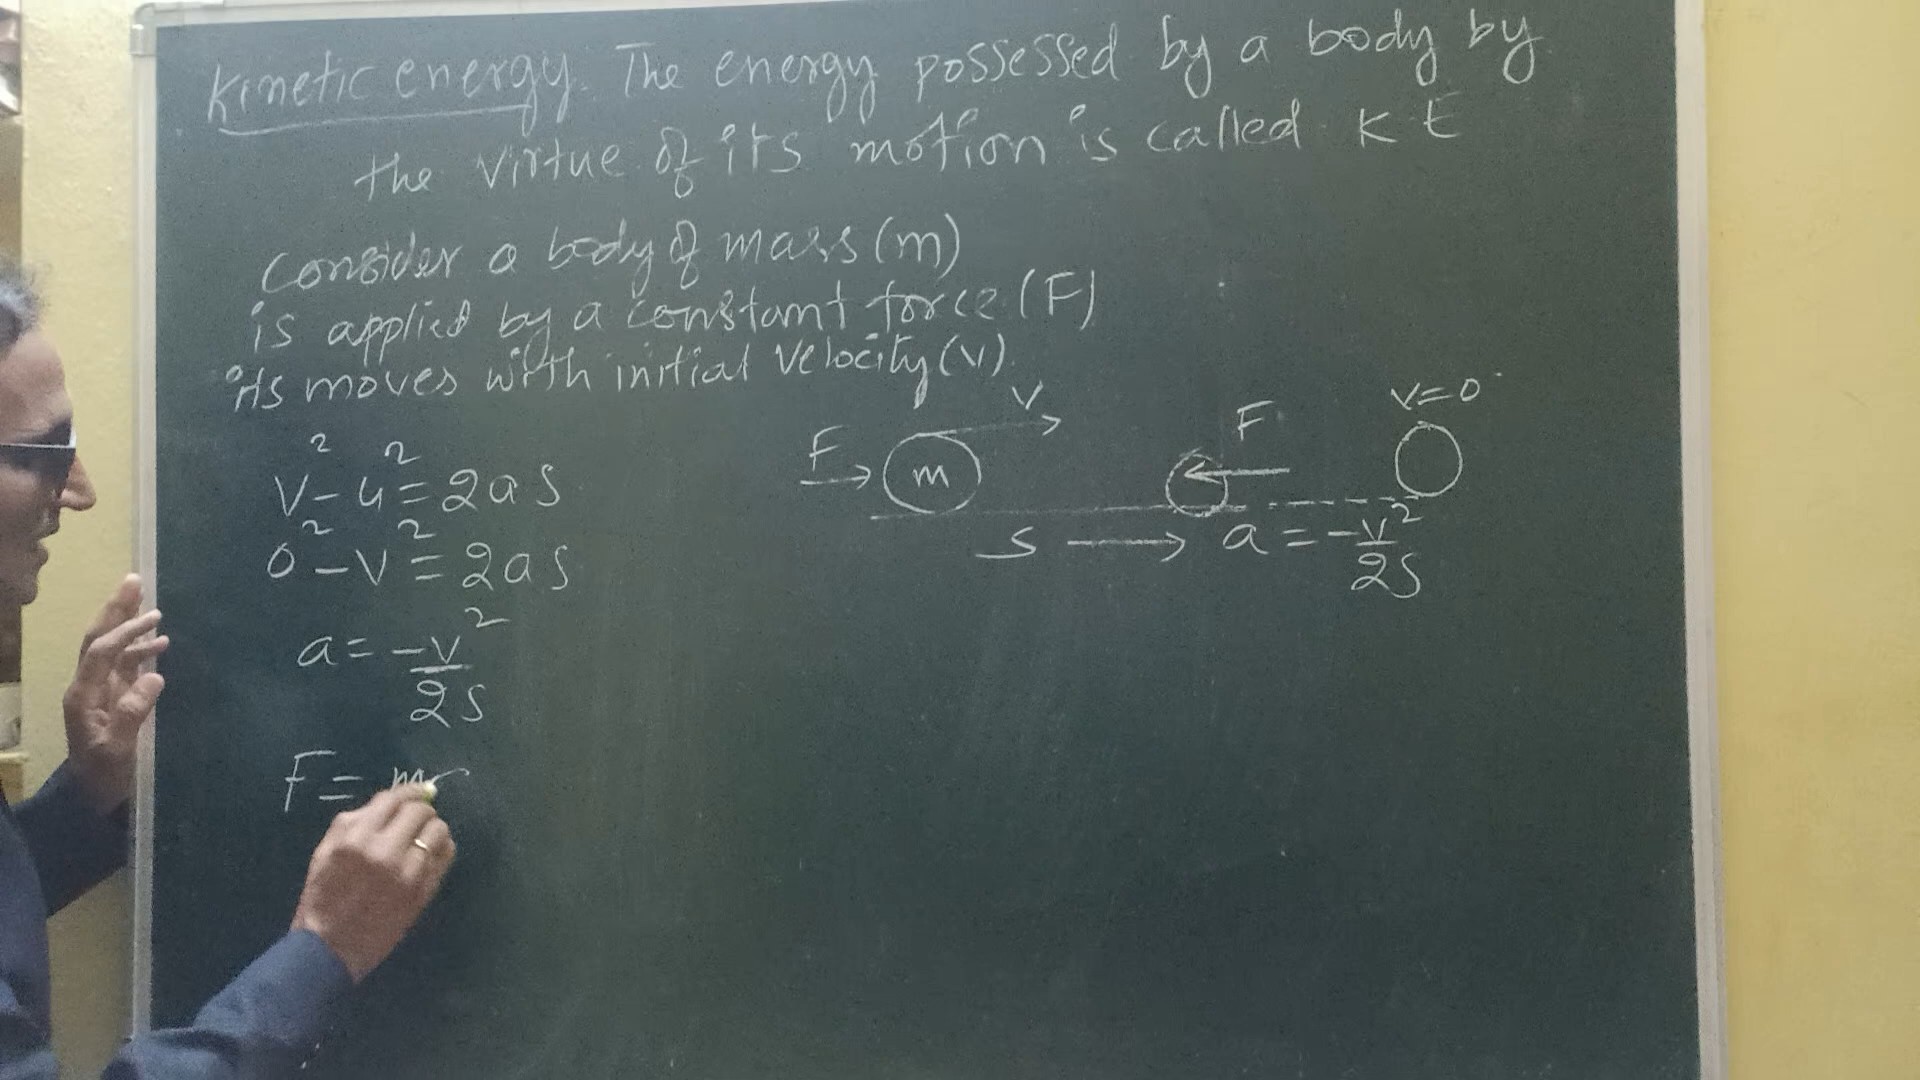 Kinetic energy. The energy possessed by a body by
the virtue of its motion is called K E
Consider a body of mass (m)
is applied by a constant force (F)
its moves with initial velocity (v).
v² - u² = 2as
0² - v² = 2as
a = -v²/2s
F = m
F
m
v
F
v=0
s → a = -v²/2s